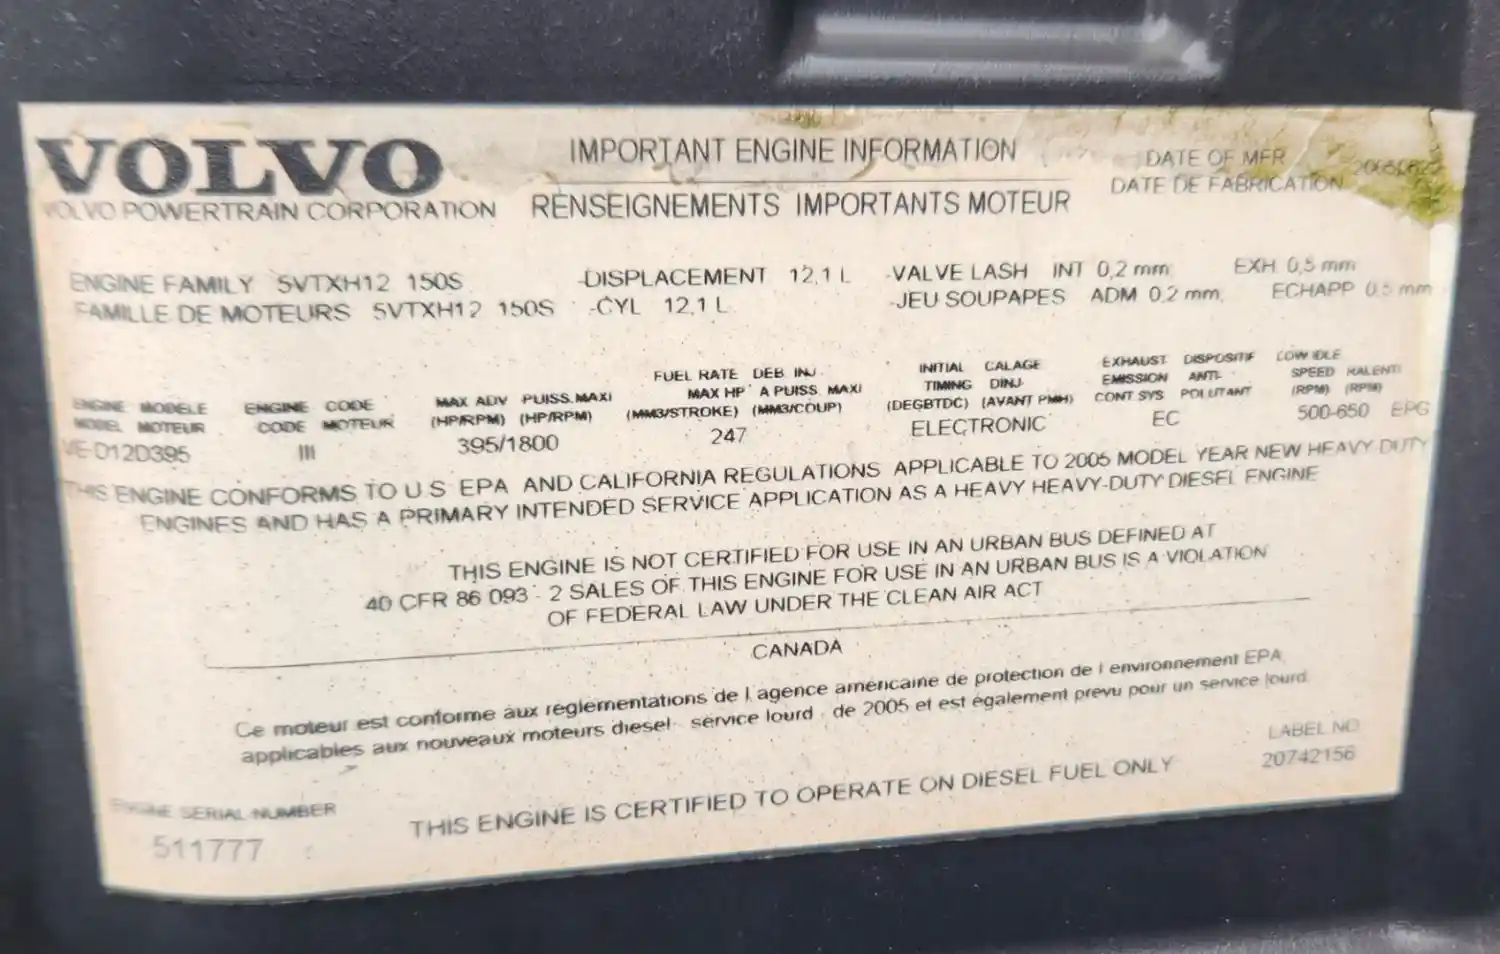 VOLVO
VOLVO POWERTRAIN CORPORATION
IMPORTANT ENGINE INFORMATION
RENSEIGNEMENTS IMPORTANTS MOTEUR
DATE OF MFR
DATE DE FABRICATION
ENGINE FAMILY 5VTXH12 150S -DISPLACEMENT 12,1 L -VALVE LASH INT 0,2 mm EXH 0,5 mm
FAMILLE DE MOTEURS 5VTXH12 150S -CYL 12,1 L -JEU SOUPAPES ADM 0.2 mm, ECHAPP 0.5 mm
ENGINE MODELE
MODEL MOTEUR
VE-D12D395
ENGINE CODE
CODE MOTEUR
III
MAX ADV PUISS.MAXI
(HP/RPM) (HP/RPM)
395/1800
FUEL RATE DEB INJ
MAX HP A PUISS. MAXI
(MM3/STROKE) (MM3/COUP)
247
INITIAL CALAGE
TIMING DINJ
(DEGBTDC) (AVANT PMH)
ELECTRONIC
EXHAUST DISPOSITIF
EMISSION ANTI-
CONT SYS POLLUTANT
EC
LOW IDLE
SPEED RALENTI
(RPM) (RPM)
500-650 EPG
THIS ENGINE CONFORMS TO U S EPA AND CALIFORNIA REGULATIONS APPLICABLE TO 2005 MODEL YEAR NEW HEAVY DUTY
ENGINES AND HAS A PRIMARY INTENDED SERVICE APPLICATION AS A HEAVY HEAVY-DUTY DIESEL ENGINE
THIS ENGINE IS NOT CERTIFIED FOR USE IN AN URBAN BUS DEFINED AT
40 CFR 86 093 - 2 SALES OF THIS ENGINE FOR USE IN AN URBAN BUS IS A VIOLATION
OF FEDERAL LAW UNDER THE CLEAN AIR ACT
CANADA
Ce moteur est conforme aux réglementations de l agence américaine de protection de l environnement EPA
applicables aux nouveaux moteurs diesel service lourd de 2005 et est également prévu pour un service lourd
LABEL NO
20742156
ENGINE SERIAL NUMBER
511777
THIS ENGINE IS CERTIFIED TO OPERATE ON DIESEL FUEL ONLY